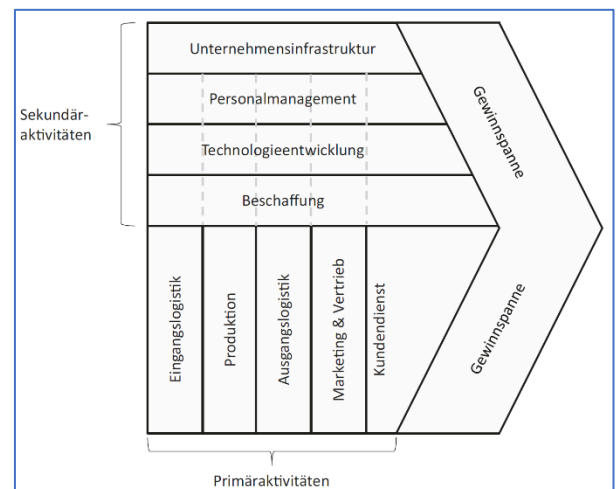 Unternehmensinfrastruktur
Personalmanagement
Sekundär-
aktivitäten
Technologieentwicklung
Beschaffung
Gewinnspanne
Eingangslogistik
Produktion
Ausgangslogistik
Marketing & Vertrieb
Kundendienst
Gewinnspanne
Primäraktivitäten